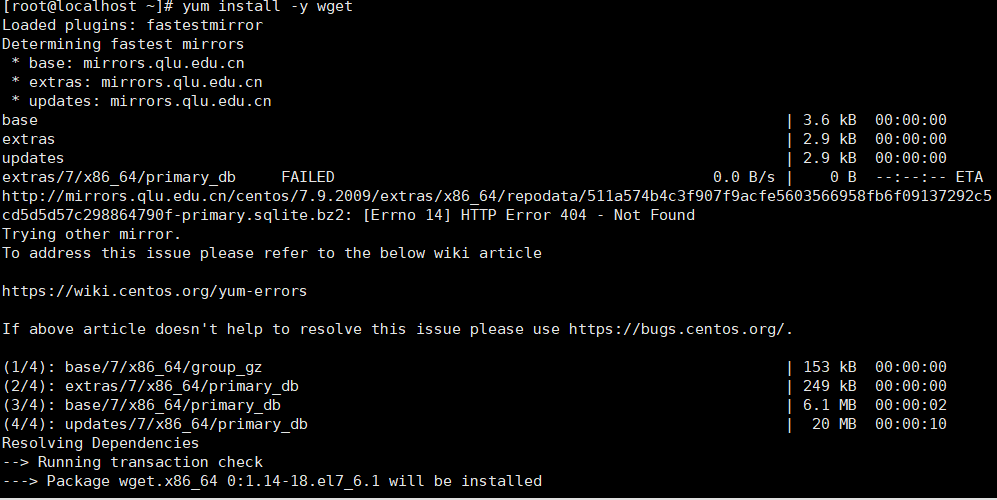 [root@localhost ~]# yum install -y wget
Loaded plugins: fastestmirror
Determining fastest mirrors
 * base: mirrors.qlu.edu.cn
 * extras: mirrors.qlu.edu.cn
 * updates: mirrors.qlu.edu.cn
base | 3.6 kB 00:00:00
extras | 2.9 kB 00:00:00
updates | 2.9 kB 00:00:00
extras/7/x86_64/primary_db FAILED 0.0 B/s | 0 B --:--:-- ETA
http://mirrors.qlu.edu.cn/centos/7.9.2009/extras/x86_64/repodata/511a574b4c3f907f9acfe5603566958fb6f09137292c5
cd5d5d57c298864790f-primary.sqlite.bz2: [Errno 14] HTTP Error 404 - Not Found
Trying other mirror.
To address this issue please refer to the below wiki article
https://wiki.centos.org/yum-errors
If above article doesn't help to resolve this issue please use https://bugs.centos.org/.
(1/4): base/7/x86_64/group_gz | 153 kB 00:00:00
(2/4): extras/7/x86_64/primary_db | 249 kB 00:00:00
(3/4): base/7/x86_64/primary_db | 6.1 MB 00:00:02
(4/4): updates/7/x86_64/primary_db | 20 MB 00:00:10
Resolving Dependencies
--> Running transaction check
---> Package wget.x86_64 0:1.14-18.el7_6.1 will be installed